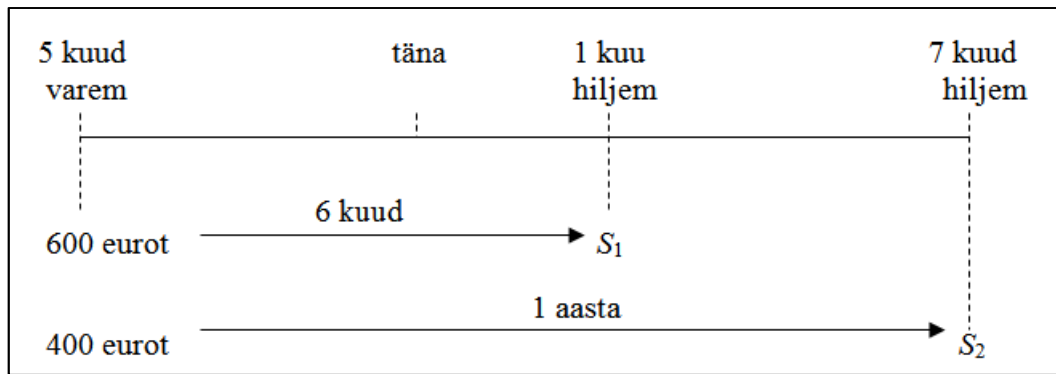 5 kuud varem
täna
1 kuu hiljem
7 kuud hiljem
6 kuud
600 eurot
S₁
1 aasta
400 eurot
S₂